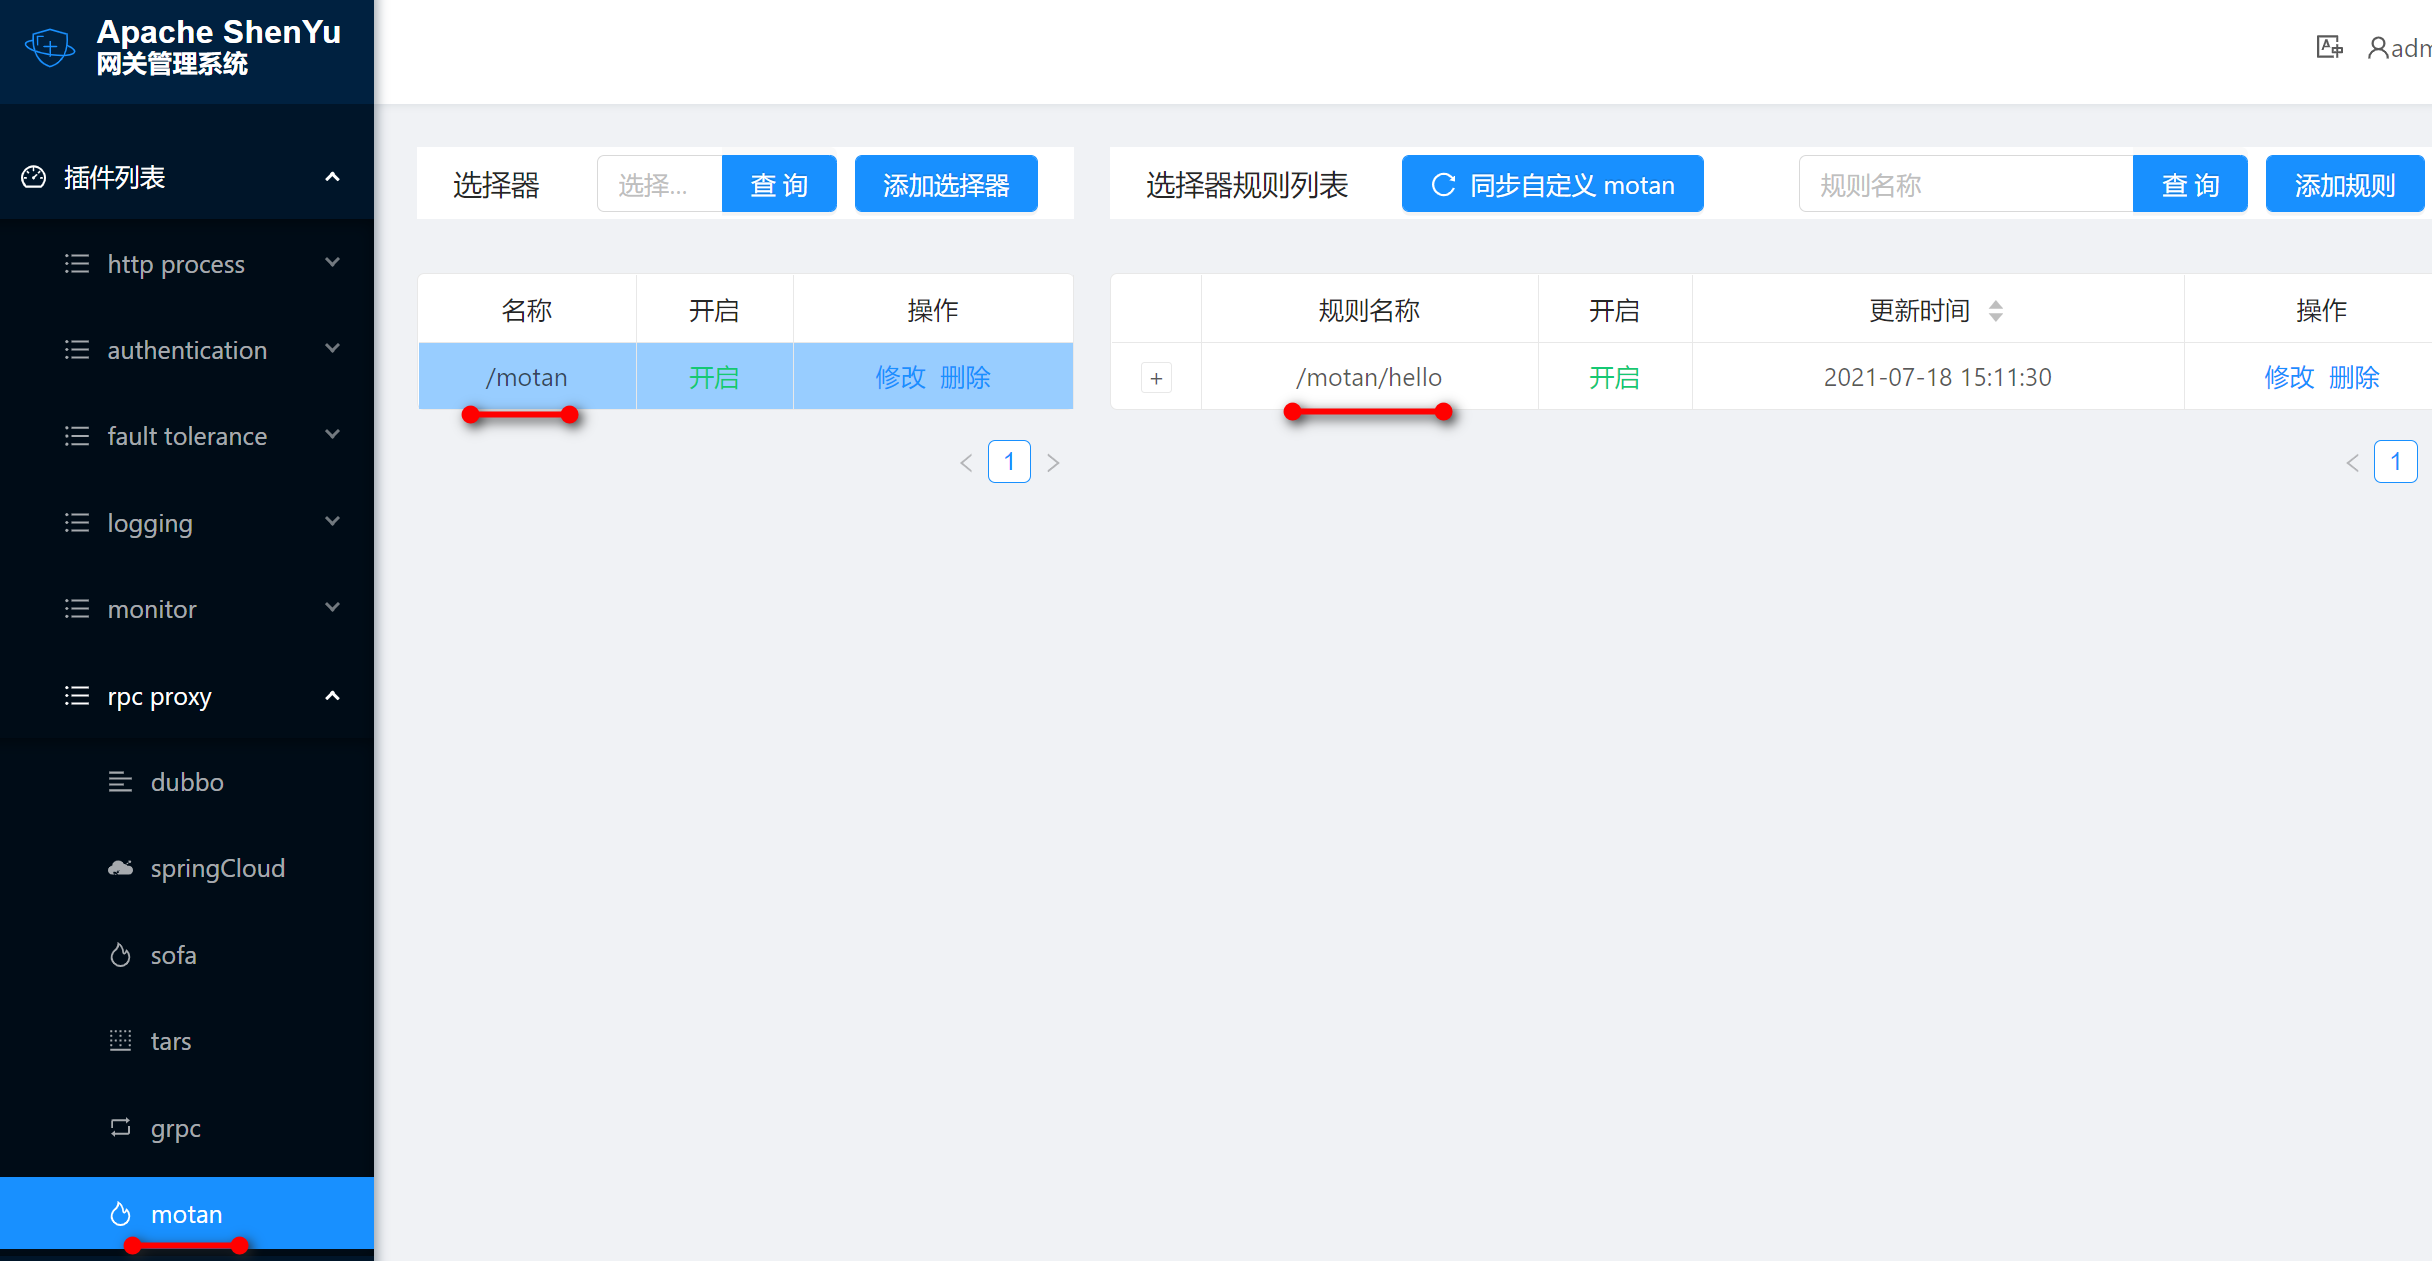 Apache ShenYu
网关管理系统
adm
插件列表
http process
authentication
fault tolerance
logging
monitor
rpc proxy
dubbo
springCloud
sofa
tars
grpc
motan
选择器 选择... 查 询 添加选择器
名称 开启 操作
/motan 开启 修改 删除
1
选择器规则列表 同步自定义 motan 规则名称 查 询 添加规则
规则名称 开启 更新时间 操作
/motan/hello 开启 2021-07-18 15:11:30 修改 删除
1